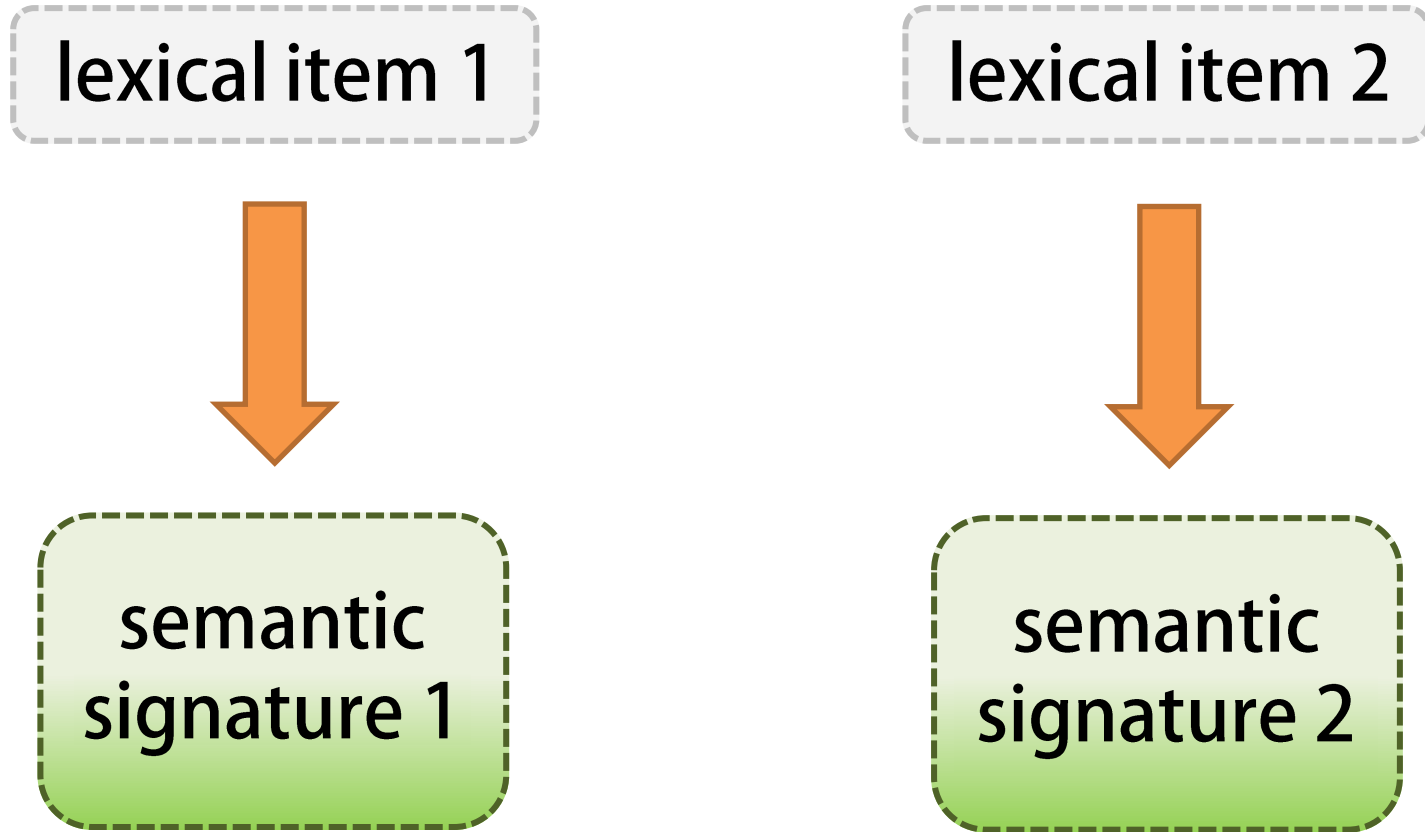 lexical item 1
lexical item 2
semantic
signature 1
semantic
signature 2